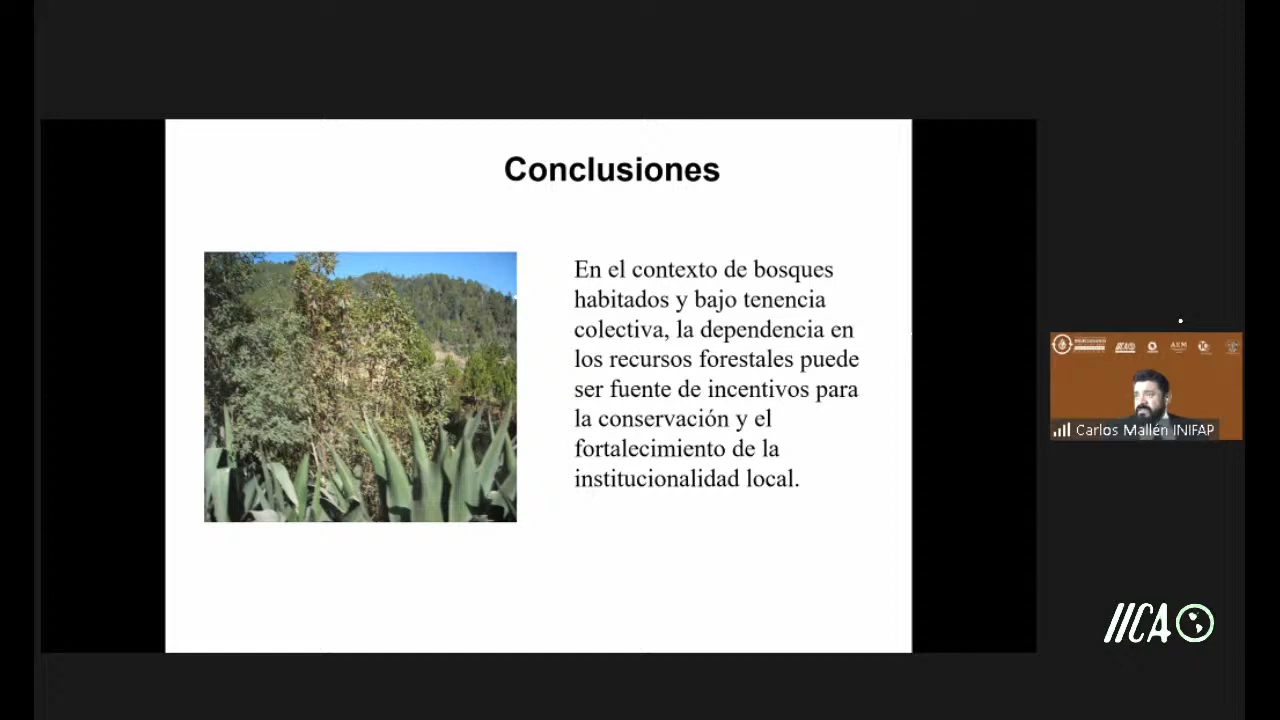 Conclusiones
En el contexto de bosques
habitados y bajo tenencia
colectiva, la dependencia en
los recursos forestales puede
ser fuente de incentivos para
la conservación y el
fortalecimiento de la
institucionalidad local.
Carlos Mallén INIFAP
IICA